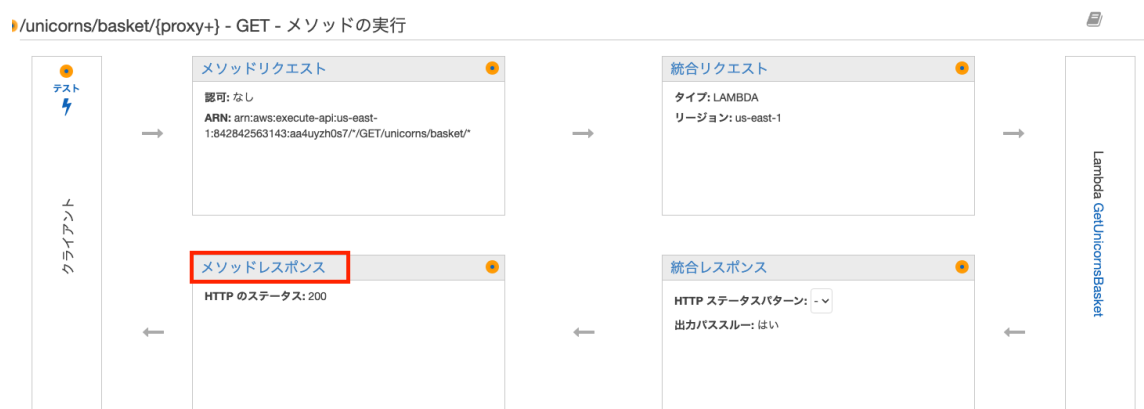 /unicorns/basket/{proxy+} - GET - メソッドの実行
テスト
クライアント
メソッドリクエスト
認可: なし
ARN: arn:aws:execute-api:us-east-
1:842842563143:aa4uyzh0s7/*/GET/unicorns/basket/*
統合リクエスト
タイプ: LAMBDA
リージョン: us-east-1
Lambda GetUnicornsBasket
メソッドレスポンス
HTTP のステータス: 200
統合レスポンス
HTTP ステータスパターン: -
出力パススルー: はい